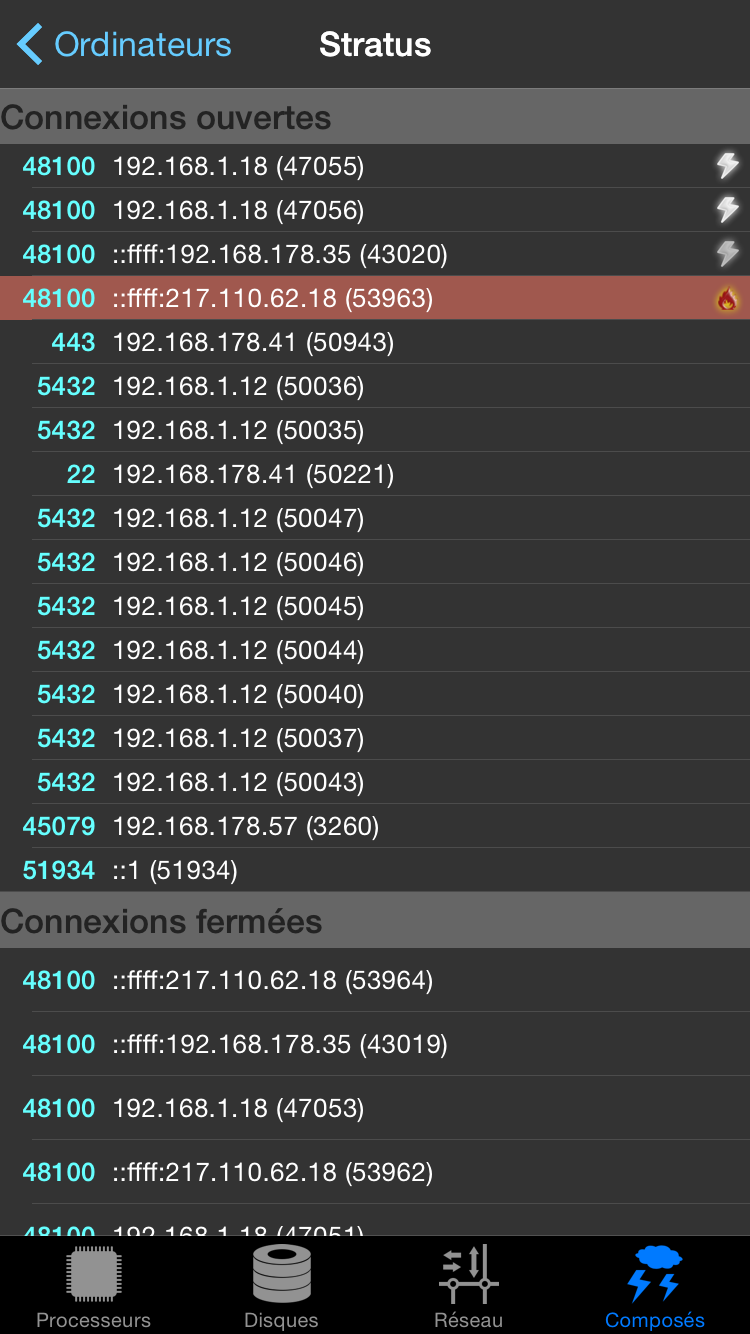 Ordinateurs Stratus
Connexions ouvertes
48100 192.168.1.18 (47055)
48100 192.168.1.18 (47056)
48100 ::ffff:192.168.178.35 (43020)
48100 ::ffff:217.110.62.18 (53963)
443 192.168.178.41 (50943)
5432 192.168.1.12 (50036)
5432 192.168.1.12 (50035)
22 192.168.178.41 (50221)
5432 192.168.1.12 (50047)
5432 192.168.1.12 (50046)
5432 192.168.1.12 (50045)
5432 192.168.1.12 (50044)
5432 192.168.1.12 (50040)
5432 192.168.1.12 (50037)
5432 192.168.1.12 (50043)
45079 192.168.178.57 (3260)
51934 ::1 (51934)
Connexions fermées
48100 ::ffff:217.110.62.18 (53964)
48100 ::ffff:192.168.178.35 (43019)
48100 192.168.1.18 (47053)
48100 ::ffff:217.110.62.18 (53962)
48100 192.168.1.18 (47051)
Processeurs Disques Réseau Composés